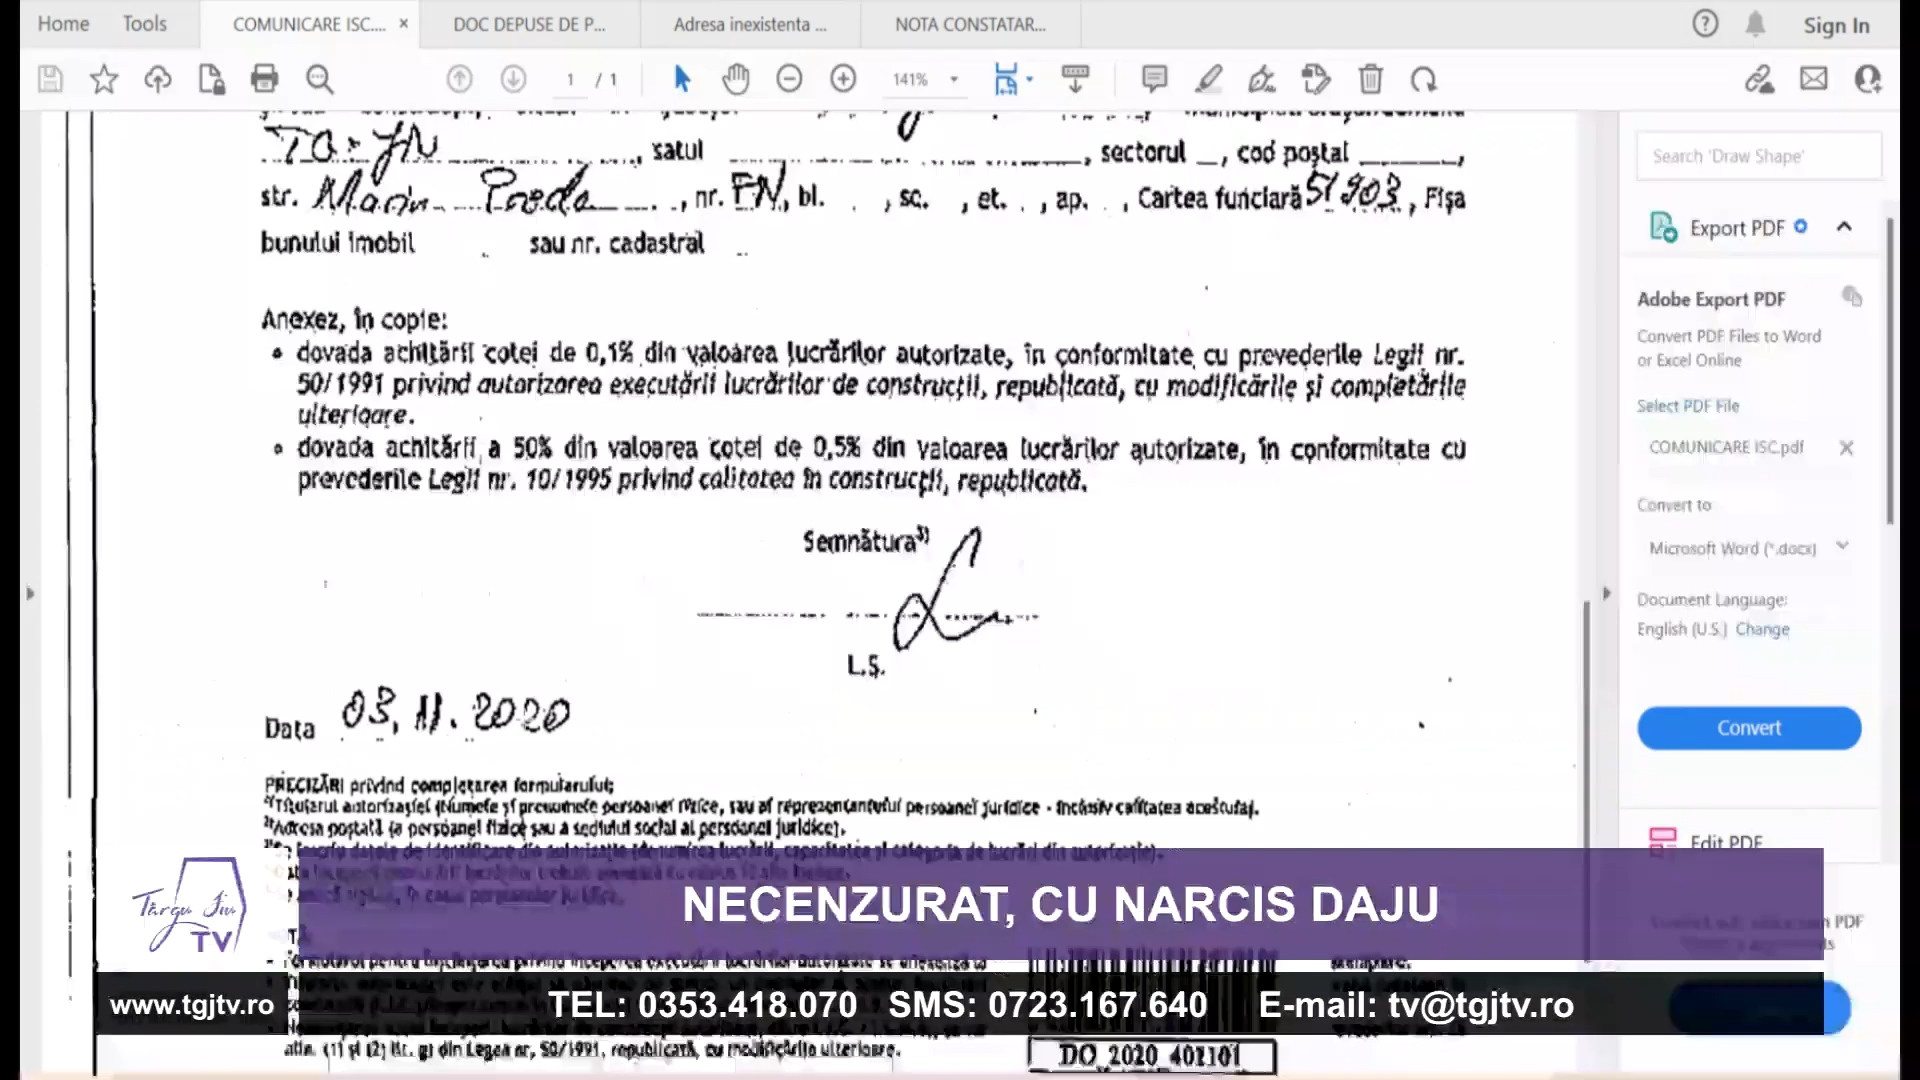 Home Tools COMUNICARE ISC.... × DOC DEPUSE DE P... Adresa inexistenta ... NOTA CONSTATAR... Sign In
1 / 1 141%
TG-JIU, satul , sectorul , cod poștal ,
str. Marin Preda , nr. FN, bl. , sc. , et. , ap. , Cartea funciară 51903, Fișa
bunului imobil sau nr. cadastral
Anexez, în copie:
• dovada achitării cotei de 0,1% din valoarea lucrărilor autorizate, în conformitate cu prevederile Legii nr.
50/1991 privind autorizarea executării lucrărilor de construcții, republicată, cu modificările și completările
ulterioare.
• dovada achitării a 50% din valoarea cotei de 0,5% din valoarea lucrărilor autorizate, în conformitate cu
prevederile Legii nr. 10/1995 privind calitatea în construcții, republicată.
Semnătura3)
L.Ș.
Data 03.11.2020
PRECIZĂRI privind completarea formularului:
Titularul autorizației (Numele și prenumele persoanei fizice, sau al reprezentantului persoanei juridice - inclusiv calitatea acestuia).
2)Adresa poștală (a persoanei fizice sau a sediului social al persoanei juridice).
alin. (1) și (2) lit. g) din Legea nr. 50/1991, republicată, cu modificările ulterioare.
DO_2020_401101
Search 'Draw Shape'
Export PDF
Adobe Export PDF
Convert PDF Files to Word
or Excel Online
Select PDF File
COMUNICARE ISC.pdf ×
Convert to
Microsoft Word (*.docx)
Document Language:
English (U.S.) Change
Convert
Edit PDF
Târgu Jiu
TV
NECENZURAT, CU NARCIS DAJU
www.tgjtv.ro TEL: 0353.418.070 SMS: 0723.167.640 E-mail: tv@tgjtv.ro